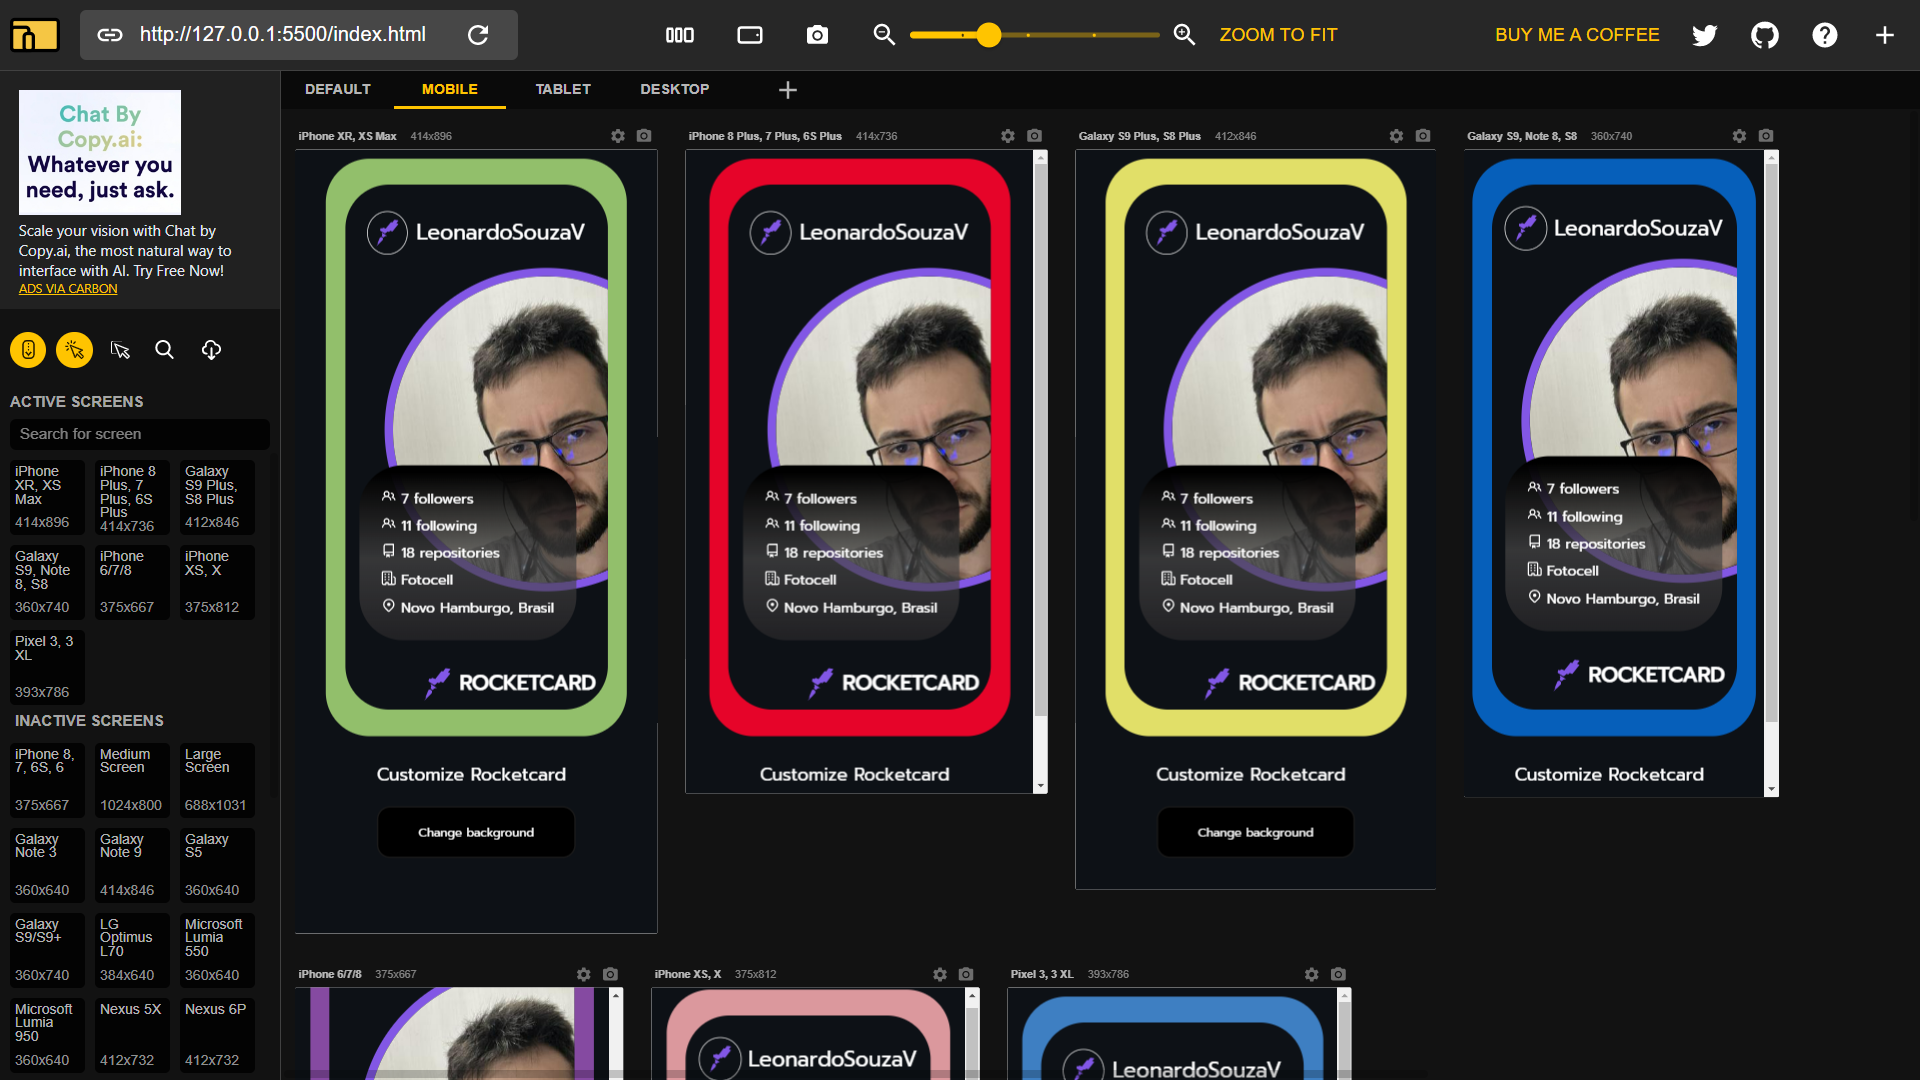 http://127.0.0.1:5500/index.html
ZOOM TO FIT
BUY ME A COFFEE
Chat By
Copy.ai:
Whatever you
need, just ask.
Scale your vision with Chat by
Copy.ai, the most natural way to
interface with AI. Try Free Now!
ADS VIA CARBON
ACTIVE SCREENS
Search for screen
iPhone
XR, XS
Max
414x896
iPhone 8
Plus, 7
Plus, 6S
Plus
414x736
Galaxy
S9 Plus,
S8 Plus
412x846
Galaxy
S9, Note
8, S8
360x740
iPhone
6/7/8
375x667
iPhone
XS, X
375x812
Pixel 3, 3
XL
393x786
INACTIVE SCREENS
iPhone 8,
7, 6S, 6
375x667
Medium
Screen
1024x800
Large
Screen
688x1031
Galaxy
Note 3
360x640
Galaxy
Note 9
414x846
Galaxy
S5
360x640
Galaxy
S9/S9+
360x740
LG
Optimus
L70
384x640
Microsoft
Lumia
550
360x640
Microsoft
Lumia
950
360x640
Nexus 5X
412x732
Nexus 6P
412x732
DEFAULT
MOBILE
TABLET
DESKTOP
iPhone XR, XS Max 414x896
LeonardoSouzaV
7 followers
11 following
18 repositories
Fotocell
Novo Hamburgo, Brasil
ROCKETCARD
Customize Rocketcard
Change background
iPhone 8 Plus, 7 Plus, 6S Plus 414x736
LeonardoSouzaV
7 followers
11 following
18 repositories
Fotocell
Novo Hamburgo, Brasil
ROCKETCARD
Customize Rocketcard
Galaxy S9 Plus, S8 Plus 412x846
LeonardoSouzaV
7 followers
11 following
18 repositories
Fotocell
Novo Hamburgo, Brasil
ROCKETCARD
Customize Rocketcard
Change background
Galaxy S9, Note 8, S8 360x740
LeonardoSouzaV
7 followers
11 following
18 repositories
Fotocell
Novo Hamburgo, Brasil
ROCKETCARD
Customize Rocketcard
iPhone 6/7/8 375x667
iPhone XS, X 375x812
LeonardoSouzaV
Pixel 3, 3 XL 393x786
LeonardoSouzaV